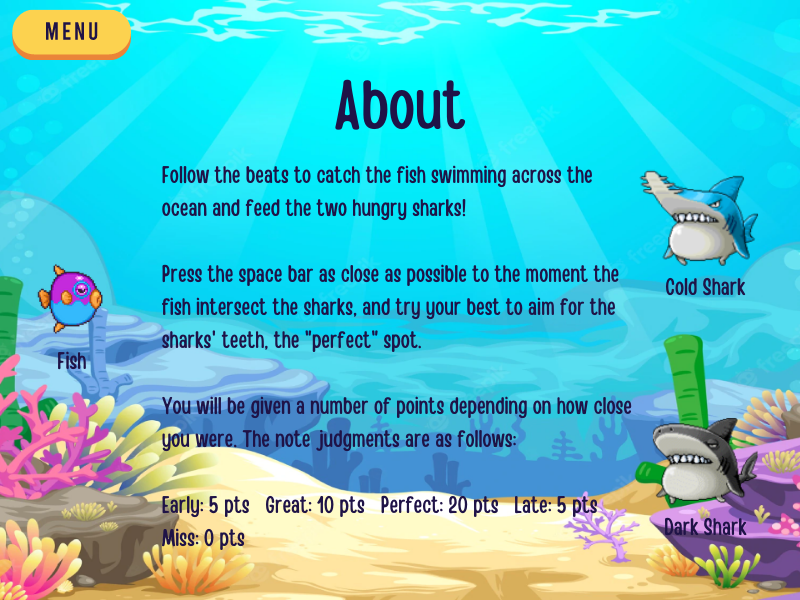 MENU
About
Follow the beats to catch the fish swimming across the
ocean and feed the two hungry sharks!
Cold Shark
Press the space bar as close as possible to the moment the
fish intersect the sharks, and try your best to aim for the
sharks' teeth, the "perfect" spot.
Fish
You will be given a number of points depending on how close
you were. The note judgments are as follows:
Early: 5 pts Great: 10 pts Perfect: 20 pts Late: 5 pts
Miss: 0 pts
Dark Shark